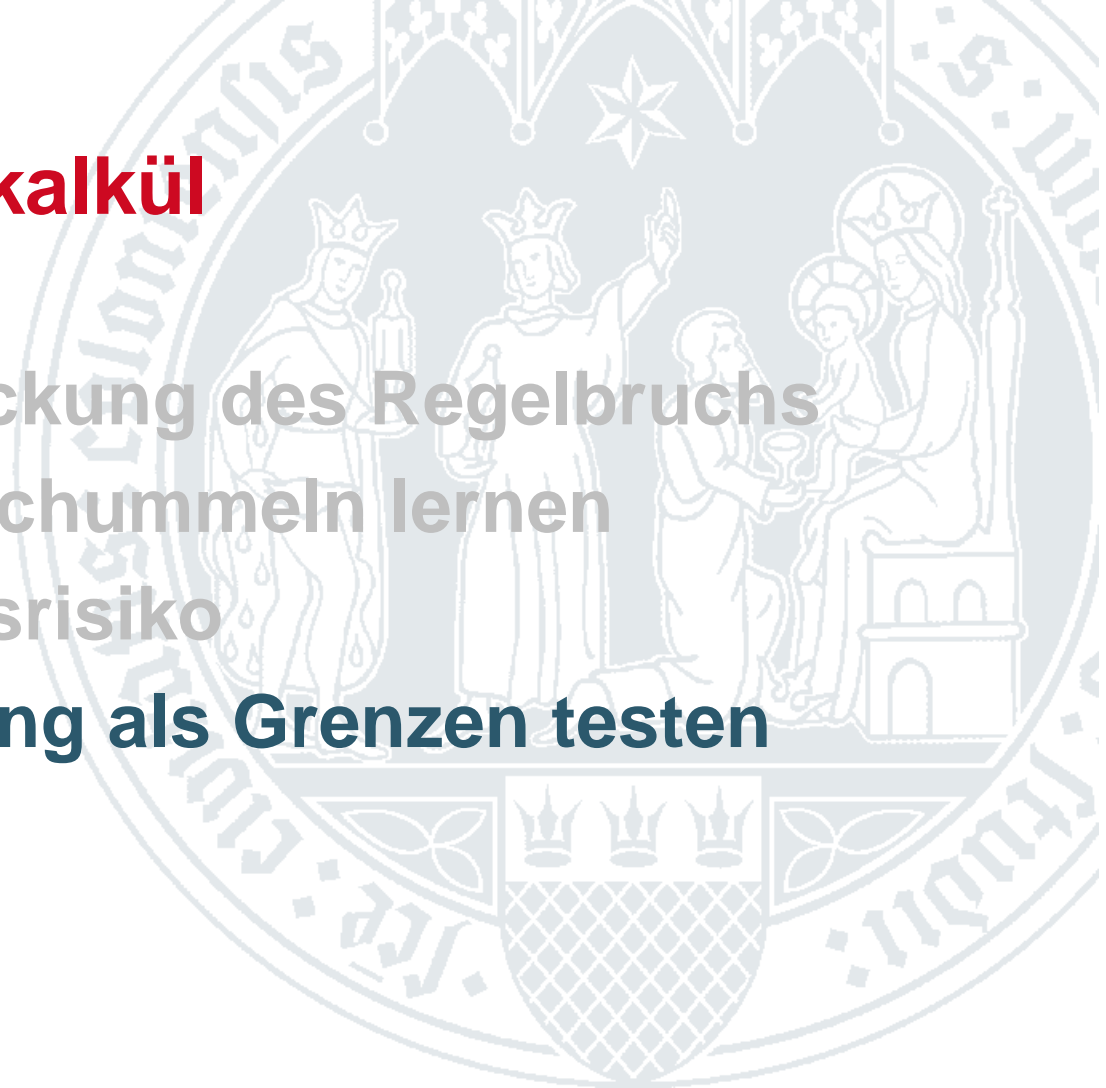 kalkül
ckung des Regelbruchs
chummeln lernen
srisiko
ng als Grenzen testen